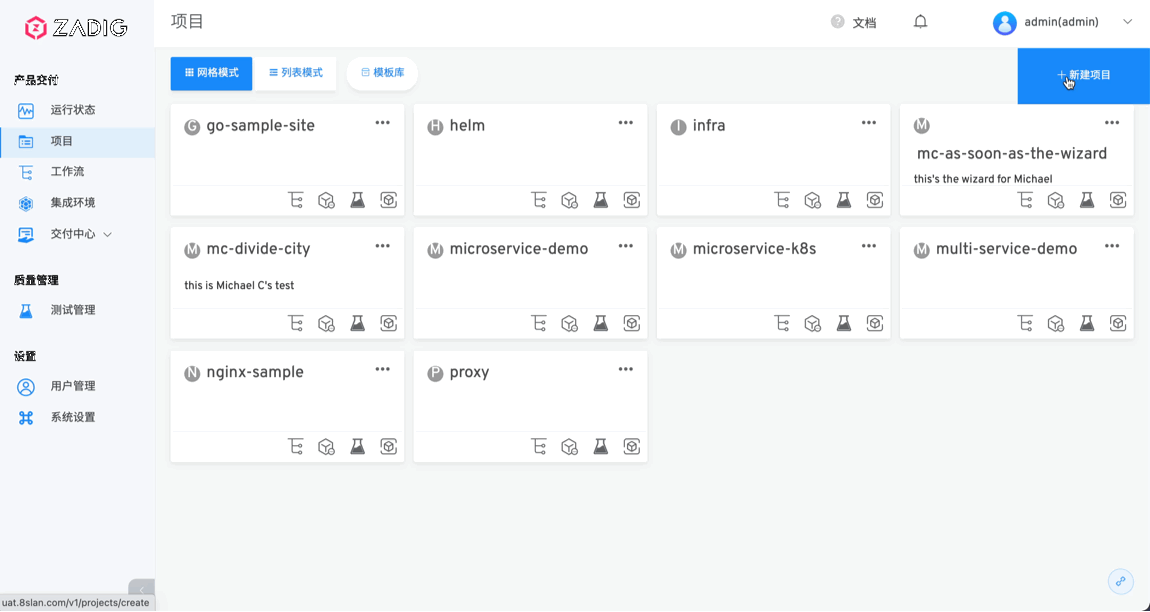 ZADIG
项目
文档
admin(admin)
产品交付
运行状态
项目
工作流
集成环境
交付中心
质量管理
测试管理
设置
用户管理
系统设置
网格模式
列表模式
模板库
新建项目
G go-sample-site
H helm
I infra
M
mc-as-soon-as-the-wizard
this's the wizard for Michael
M mc-divide-city
this is Michael C's test
M microservice-demo
M microservice-k8s
M multi-service-demo
N nginx-sample
P proxy
uat.8slan.com/v1/projects/create